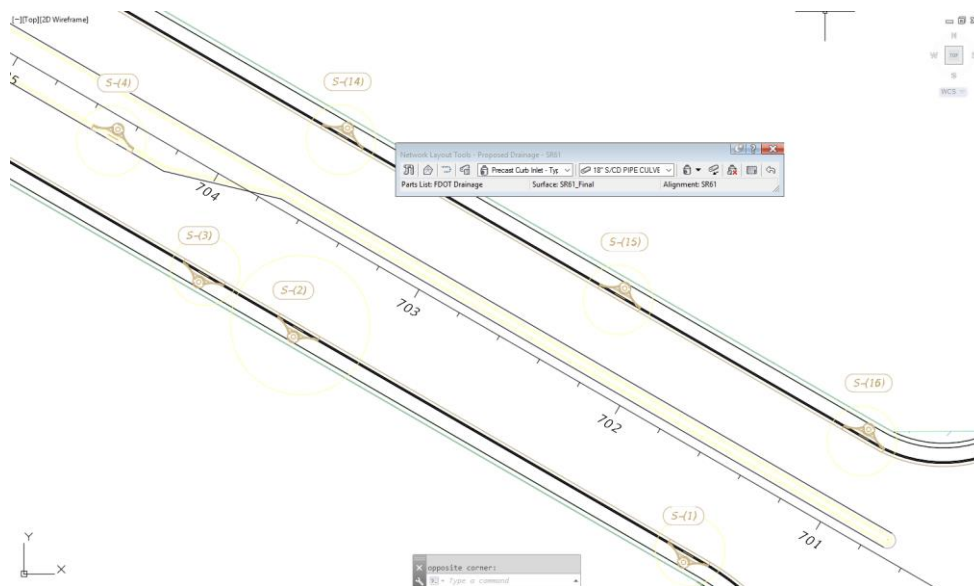 [−][Top][2D Wireframe]
N
W
TOP
S
WCS
S-(4)
S-(14)
Network Layout Tools - Proposed Drainage - SR61
Precast Curb Inlet - Typ
18" S/CD PIPE CULVE
Parts List: FDOT Drainage Surface: SR61_Final Alignment: SR61
704
S-(3)
S-(15)
S-(2)
703
S-(16)
702
S-(1)
701
Y
X
opposite corner:
Type a command